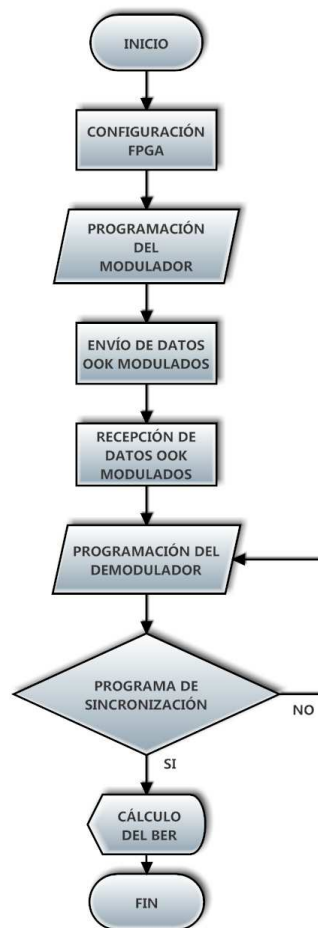 INICIO
CONFIGURACIÓN
FPGA
PROGRAMACIÓN
DEL
MODULADOR
ENVÍO DE DATOS
OOK MODULADOS
RECEPCIÓN DE
DATOS OOK
MODULADOS
PROGRAMACIÓN DEL
DEMODULADOR
PROGRAMA DE
SINCRONIZACIÓN
NO
SI
CÁLCULO
DEL BER
FIN